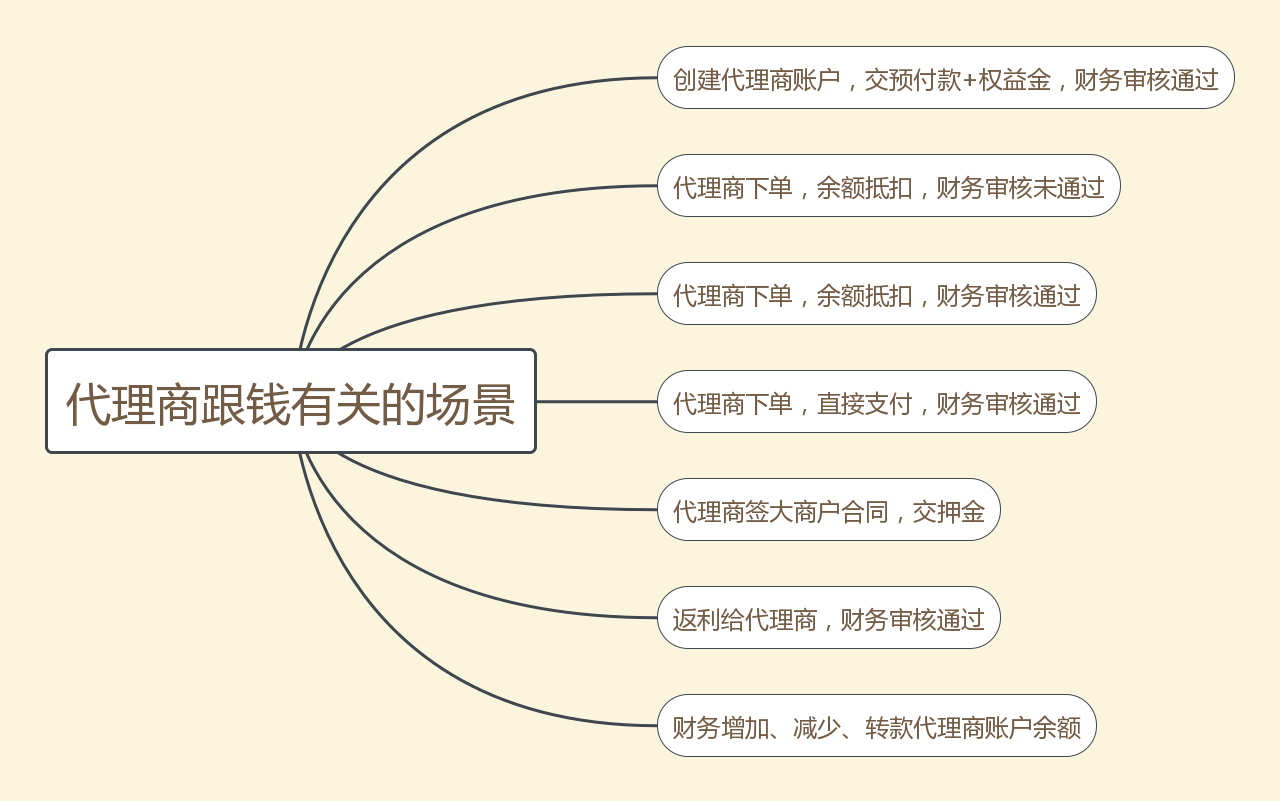 创建代理商账户，交预付款+权益金，财务审核通过
代理商下单，余额抵扣，财务审核未通过
代理商下单，余额抵扣，财务审核通过
代理商跟钱有关的场景
代理商下单，直接支付，财务审核通过
代理商签大商户合同，交押金
返利给代理商，财务审核通过
财务增加、减少、转款代理商账户余额